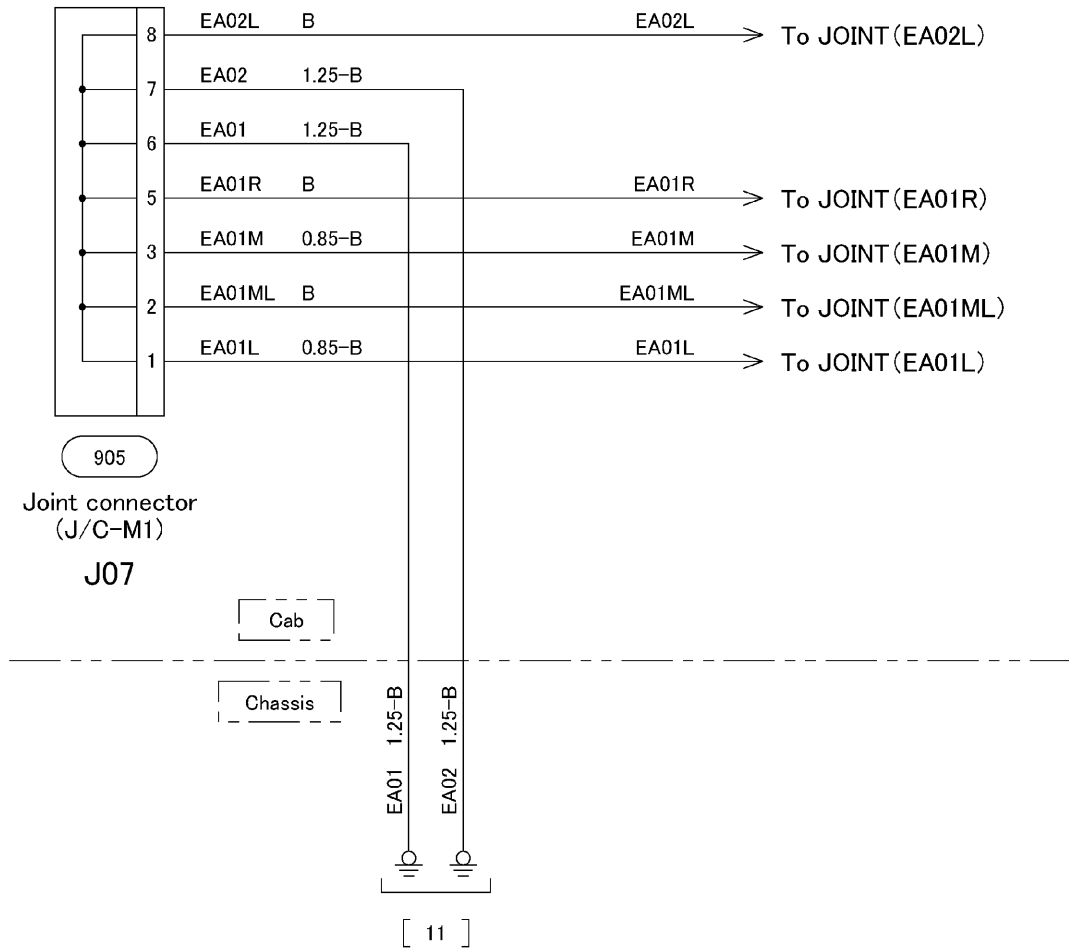 8 EA02L B EA02L To JOINT(EA02L)
7 EA02 1.25-B
6 EA01 1.25-B
5 EA01R B EA01R To JOINT(EA01R)
3 EA01M 0.85-B EA01M To JOINT(EA01M)
2 EA01ML B EA01ML To JOINT(EA01ML)
1 EA01L 0.85-B EA01L To JOINT(EA01L)
905
Joint connector
(J/C-M1)
J07
Cab
Chassis
EA01 1.25-B
EA02 1.25-B
[ 11 ]